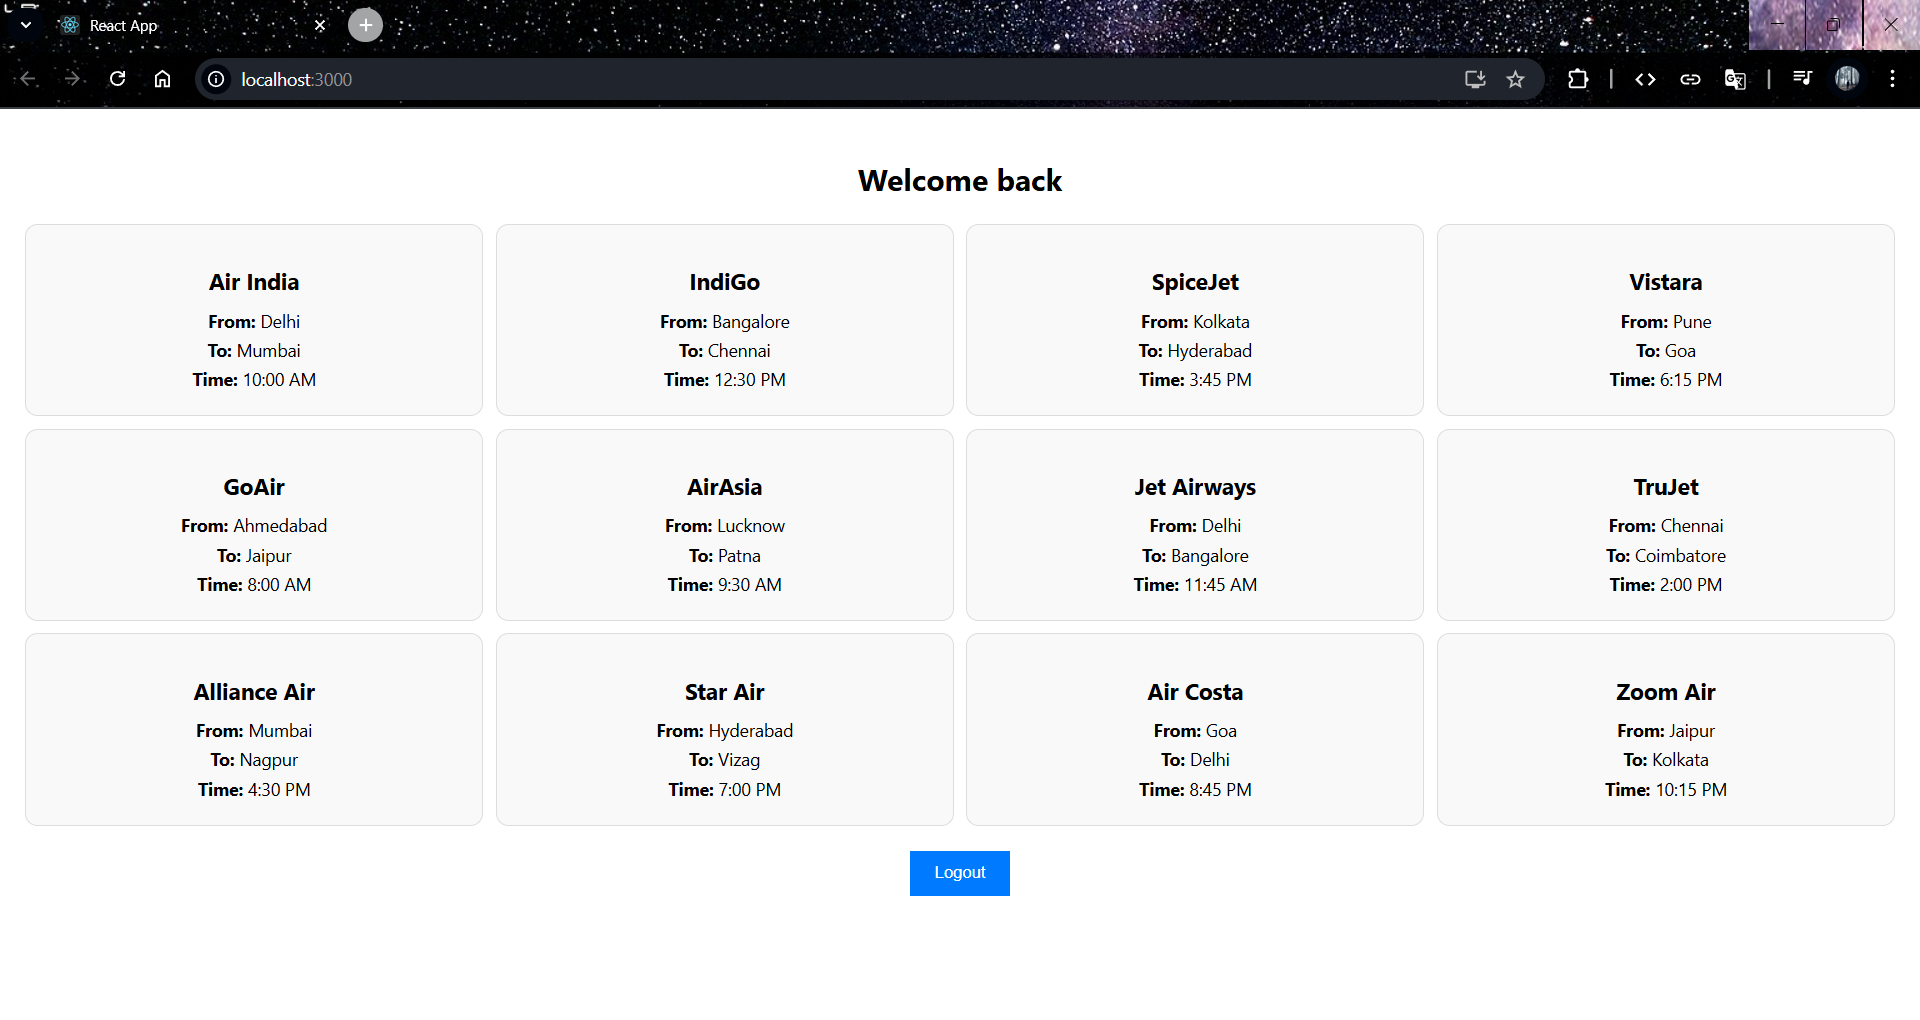 React App
localhost:3000
Welcome back
Air India
From: Delhi
To: Mumbai
Time: 10:00 AM
IndiGo
From: Bangalore
To: Chennai
Time: 12:30 PM
SpiceJet
From: Kolkata
To: Hyderabad
Time: 3:45 PM
Vistara
From: Pune
To: Goa
Time: 6:15 PM
GoAir
From: Ahmedabad
To: Jaipur
Time: 8:00 AM
AirAsia
From: Lucknow
To: Patna
Time: 9:30 AM
Jet Airways
From: Delhi
To: Bangalore
Time: 11:45 AM
TruJet
From: Chennai
To: Coimbatore
Time: 2:00 PM
Alliance Air
From: Mumbai
To: Nagpur
Time: 4:30 PM
Star Air
From: Hyderabad
To: Vizag
Time: 7:00 PM
Air Costa
From: Goa
To: Delhi
Time: 8:45 PM
Zoom Air
From: Jaipur
To: Kolkata
Time: 10:15 PM
Logout